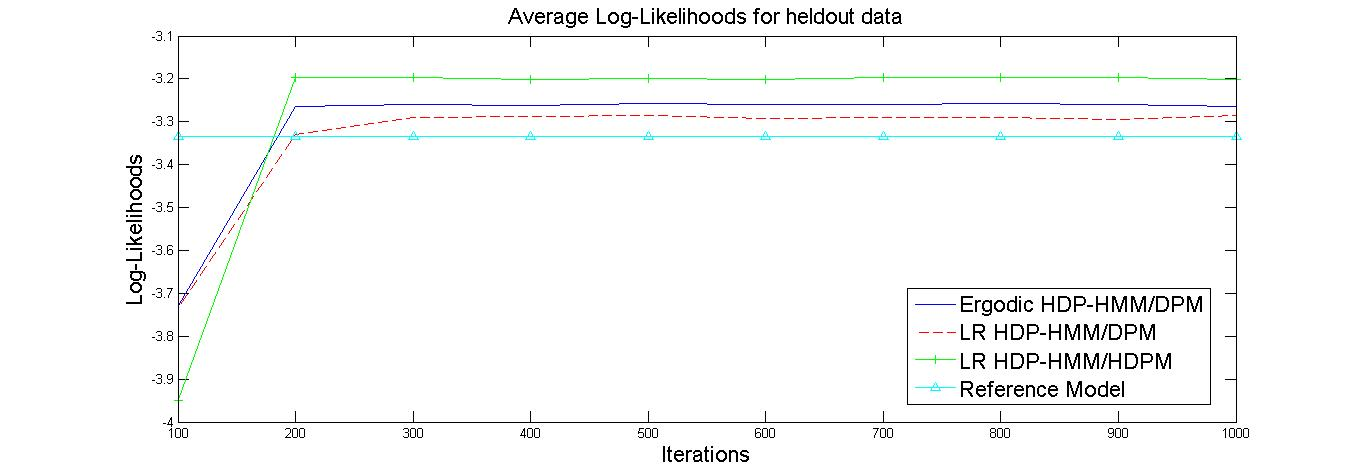 Average Log-Likelihoods for heldout data
-3.1
-3.2
-3.3
-3.4
-3.5
-3.6
-3.7
-3.8
-3.9
-4
Log-Likelihoods
100 200 300 400 500 600 700 800 900 1000
Iterations
Ergodic HDP-HMM/DPM
LR HDP-HMM/DPM
LR HDP-HMM/HDPM
Reference Model